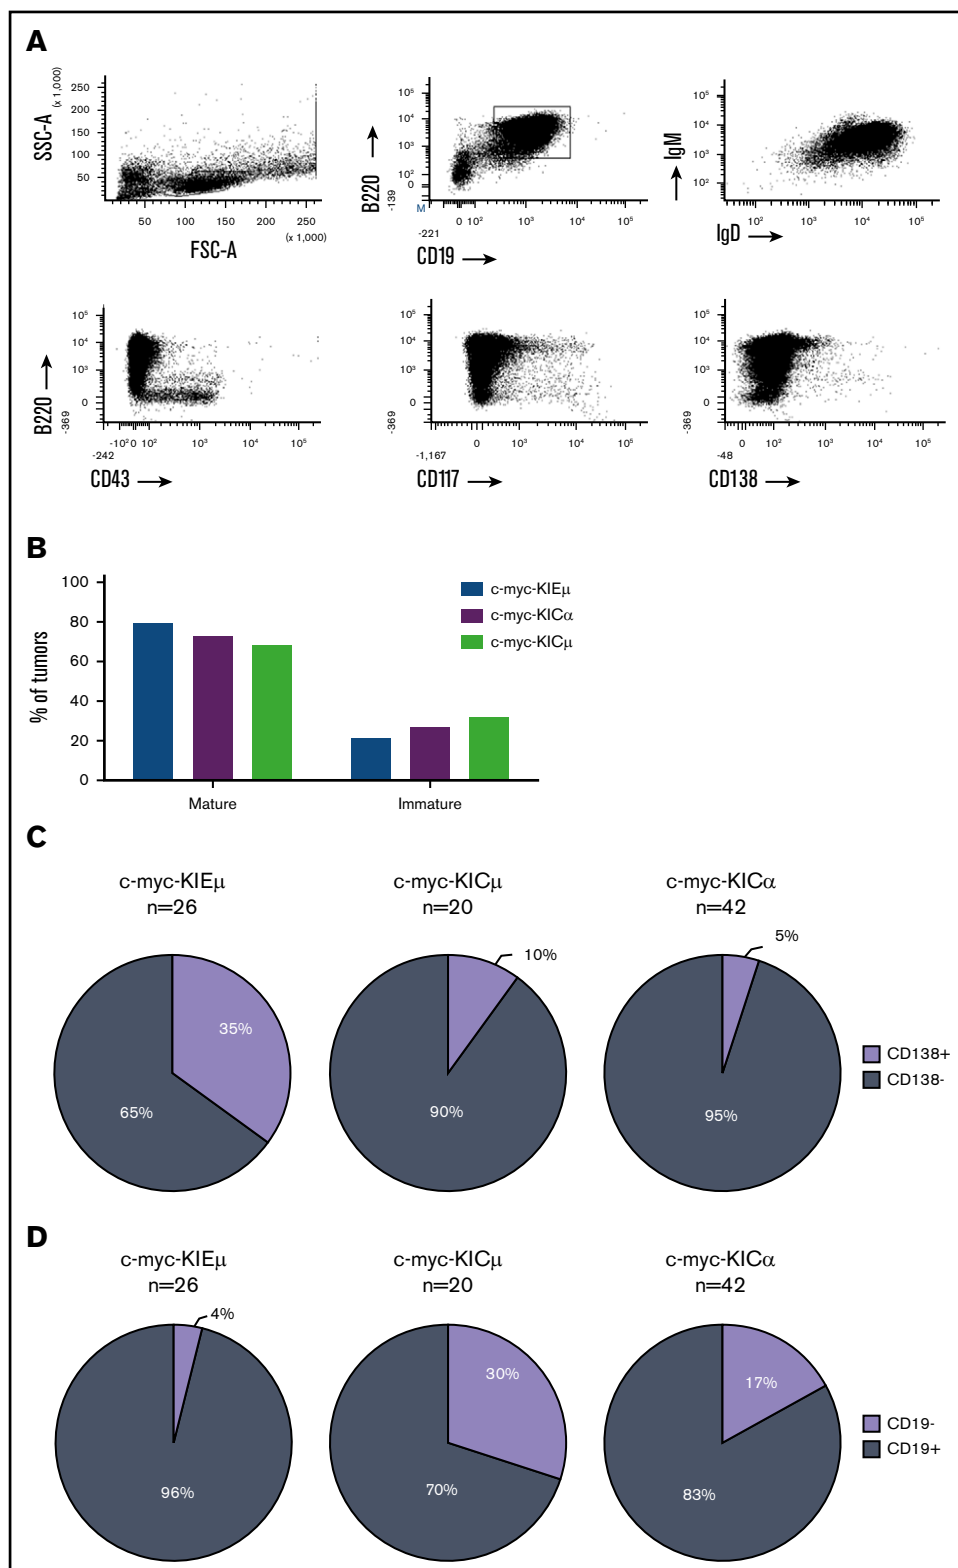 A
SSC-A
(x 1,000)
250
200
150
100
50
50 100 150 200 250
(x 1,000)
FSC-A
B220
10⁵
10⁴
10³
10²
0
-139
M
0 10² 10³ 10⁴ 10⁵
-221
CD19
IgM
10⁵
10⁴
10³
10²
10² 10³ 10⁴ 10⁵
IgD
B220
10⁵
10⁴
10³
0
-369
-10² 0 10² 10³ 10⁴ 10⁵
-242
CD43
10⁵
10⁴
10³
0
-369
0 10³ 10⁴ 10⁵
-1,167
CD117
10⁵
10⁴
10³
0
-369
0 10² 10³ 10⁴ 10⁵
-48
CD138
B
% of tumors
100
80
60
40
20
0
Mature Immature
c-myc-KIEμ
c-myc-KICα
c-myc-KICμ
C
c-myc-KIEμ
n=26
35%
65%
c-myc-KICμ
n=20
10%
90%
c-myc-KICα
n=42
5%
95%
CD138+
CD138-
D
c-myc-KIEμ
n=26
4%
96%
c-myc-KICμ
n=20
30%
70%
c-myc-KICα
n=42
17%
83%
CD19-
CD19+